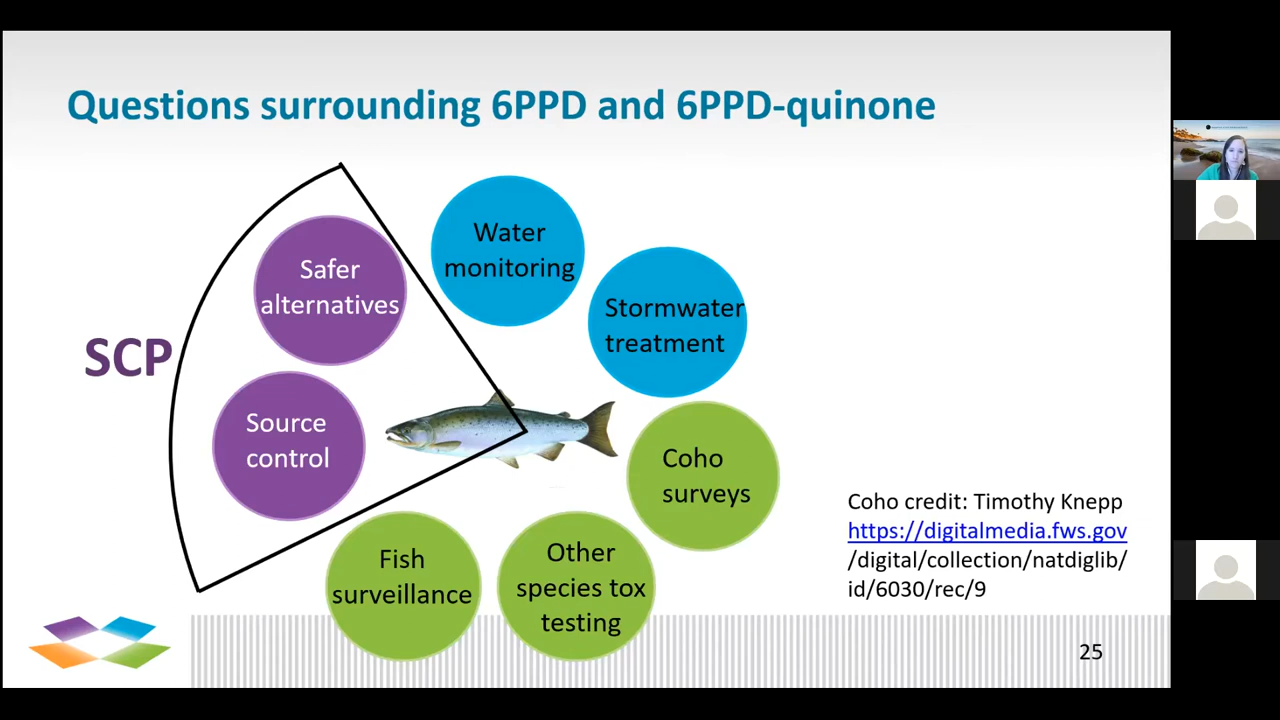 Questions surrounding 6PPD and 6PPD-quinone
Water
monitoring
Safer
alternatives
Stormwater
treatment
SCP
Source
control
Coho
surveys
Fish
surveillance
Other
species tox
testing
Coho credit: Timothy Knepp
https://digitalmedia.fws.gov
/digital/collection/natdiglib/
id/6030/rec/9
25